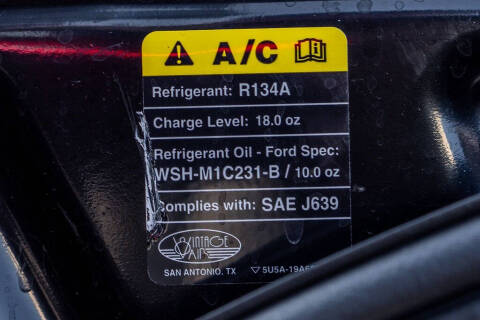 A/C
Refrigerant: R134A
Charge Level: 18.0 oz
Refrigerant Oil - Ford Spec:
WSH-M1C231-B / 10.0 oz
Complies with: SAE J639
VINTAGE
AIR
SAN ANTONIO, TX